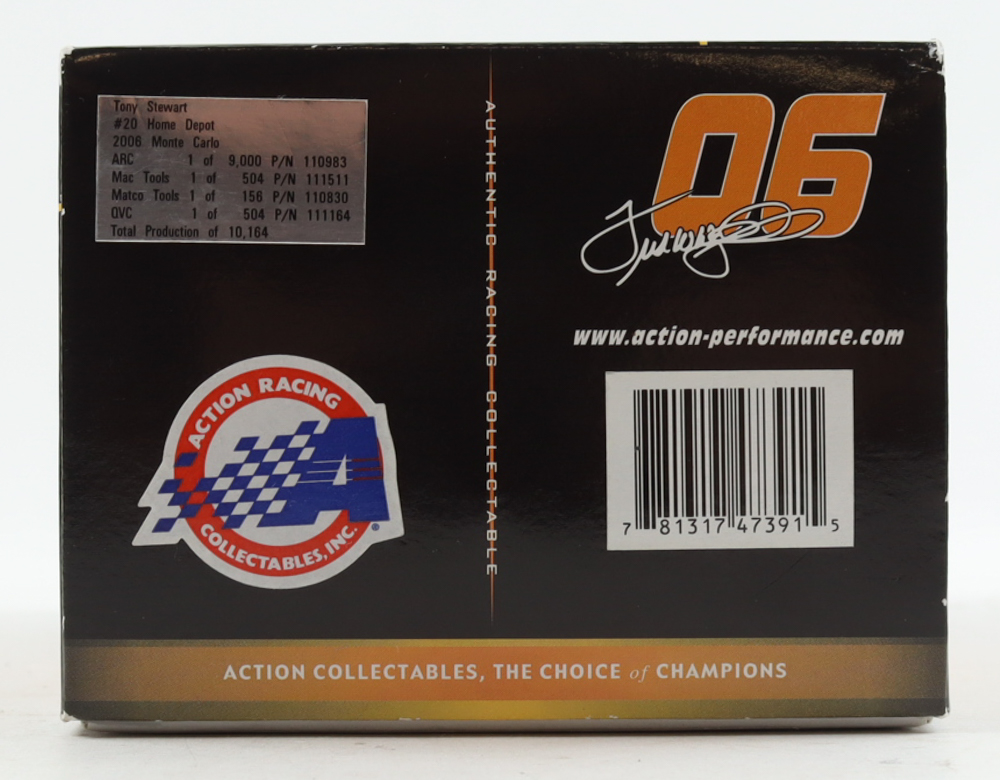 Tony Stewart
#20 Home Depot
2006 Monte Carlo
ARC 1 of 9,000 P/N 110983
Mac Tools 1 of 504 P/N 111511
Matco Tools 1 of 156 P/N 110830
QVC 1 of 504 P/N 111164
Total Production of 10,164
ACTION RACING
COLLECTABLES, INC.
A
®
AUTHENTIC RACING COLLECTABLE
06
www.action-performance.com
7 81317 47391 5
ACTION COLLECTABLES, THE CHOICE of CHAMPIONS